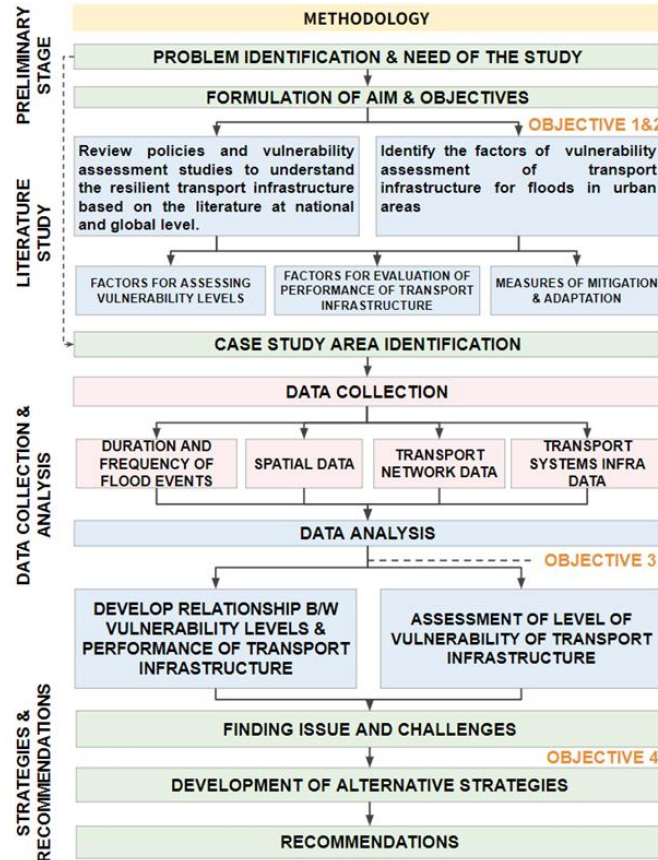 METHODOLOGY
PRELIMINARY
STAGE
PROBLEM IDENTIFICATION & NEED OF THE STUDY
FORMULATION OF AIM & OBJECTIVES
OBJECTIVE 1&2
LITERATURE
STUDY
Review policies and vulnerability
assessment studies to understand
the resilient transport infrastructure
based on the literature at national
and global level.
Identify the factors of vulnerability
assessment of transport
infrastructure for floods in urban
areas
FACTORS FOR ASSESSING
VULNERABILITY LEVELS
FACTORS FOR EVALUATION OF
PERFORMANCE OF TRANSPORT
INFRASTRUCTURE
MEASURES OF MITIGATION
& ADAPTATION
CASE STUDY AREA IDENTIFICATION
DATA COLLECTION &
ANALYSIS
DATA COLLECTION
DURATION AND
FREQUENCY OF
FLOOD EVENTS
SPATIAL DATA
TRANSPORT
NETWORK DATA
TRANSPORT
SYSTEMS INFRA
DATA
DATA ANALYSIS
OBJECTIVE 3
DEVELOP RELATIONSHIP B/W
VULNERABILITY LEVELS &
PERFORMANCE OF TRANSPORT
INFRASTRUCTURE
ASSESSMENT OF LEVEL OF
VULNERABILITY OF TRANSPORT
INFRASTRUCTURE
STRATEGIES &
RECOMMENDATIONS
FINDING ISSUE AND CHALLENGES
OBJECTIVE 4
DEVELOPMENT OF ALTERNATIVE STRATEGIES
RECOMMENDATIONS